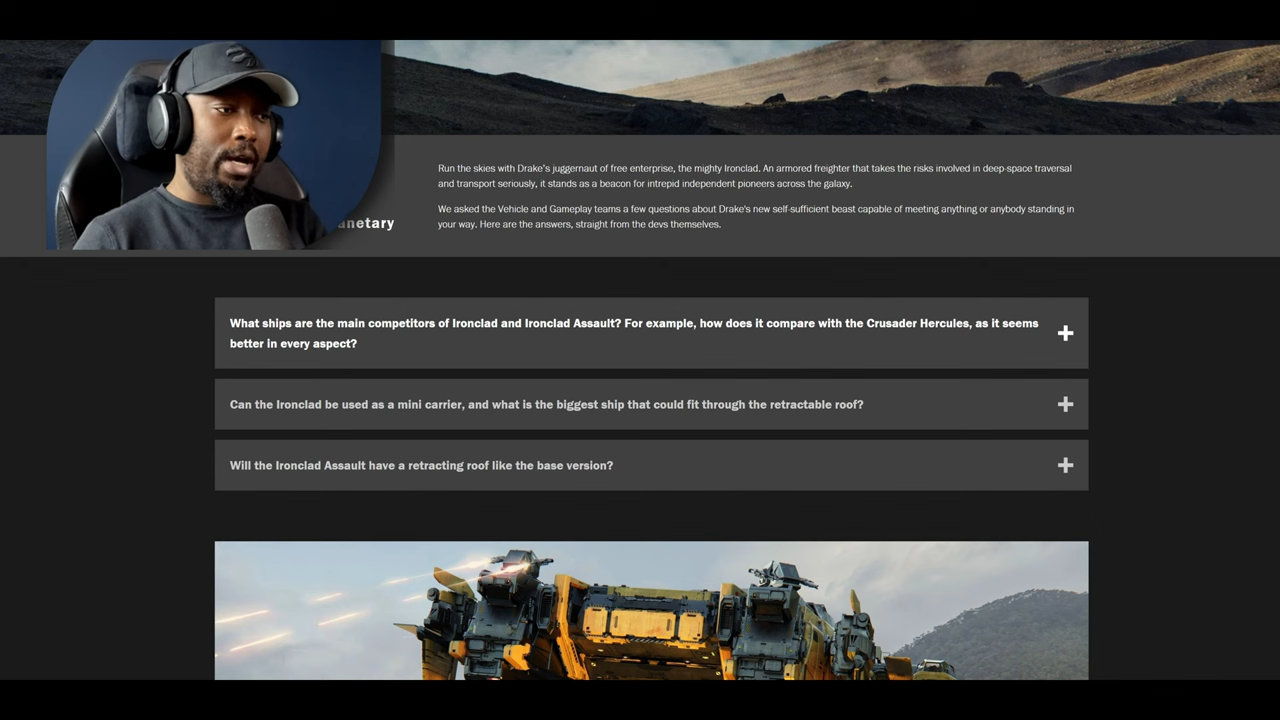 Run the skies with Drake's juggernaut of free enterprise, the mighty Ironclad. An armored freighter that takes the risks involved in deep-space traversal
and transport seriously, it stands as a beacon for intrepid independent pioneers across the galaxy.
We asked the Vehicle and Gameplay teams a few questions about Drake's new self-sufficient beast capable of meeting anything or anybody standing in
your way. Here are the answers, straight from the devs themselves.
What ships are the main competitors of Ironclad and Ironclad Assault? For example, how does it compare with the Crusader Hercules, as it seems
better in every aspect?
Can the Ironclad be used as a mini carrier, and what is the biggest ship that could fit through the retractable roof?
Will the Ironclad Assault have a retracting roof like the base version?